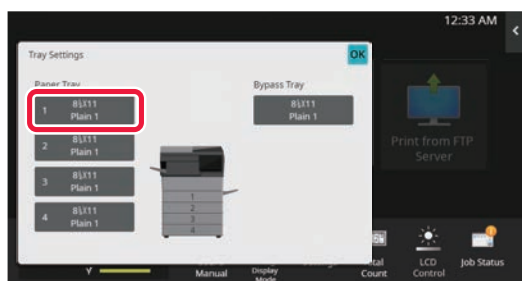 12:33 AM
Tray Settings
OK
Paper Tray
Bypass Tray
1
8½X11
Plain 1
8½X11
Plain 1
2
8½X11
Plain 1
3
8½X11
Plain 1
4
8½X11
Plain 1
1
2
3
4
Print from FTP
Server
Y
Manual
Display
Mode
Count
LCD
Control
Job Status